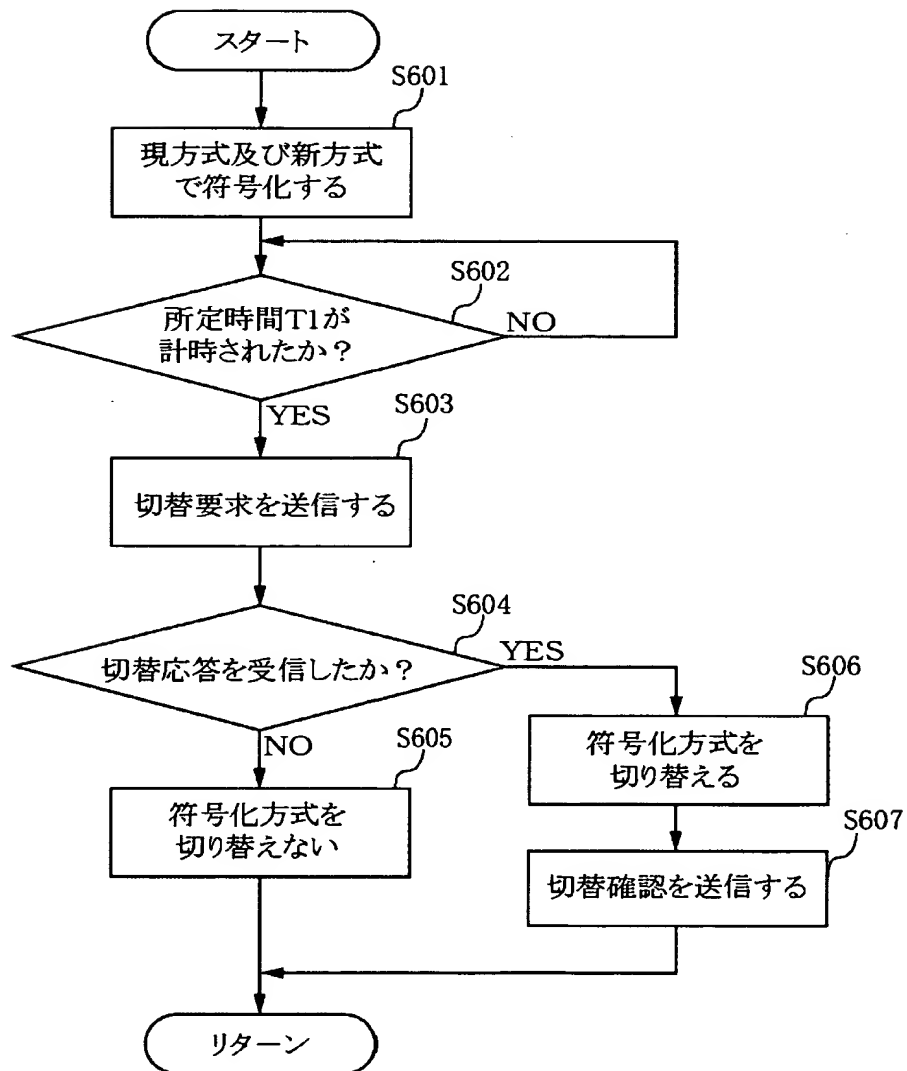 スタート
S601
現方式及び新方式
で符号化する
S602
所定時間T1が
計時されたか？
NO
YES
S603
切替要求を送信する
S604
切替応答を受信したか？
YES
NO
S605
符号化方式を
切り替えない
S606
符号化方式を
切り替える
S607
切替確認を送信する
リターン